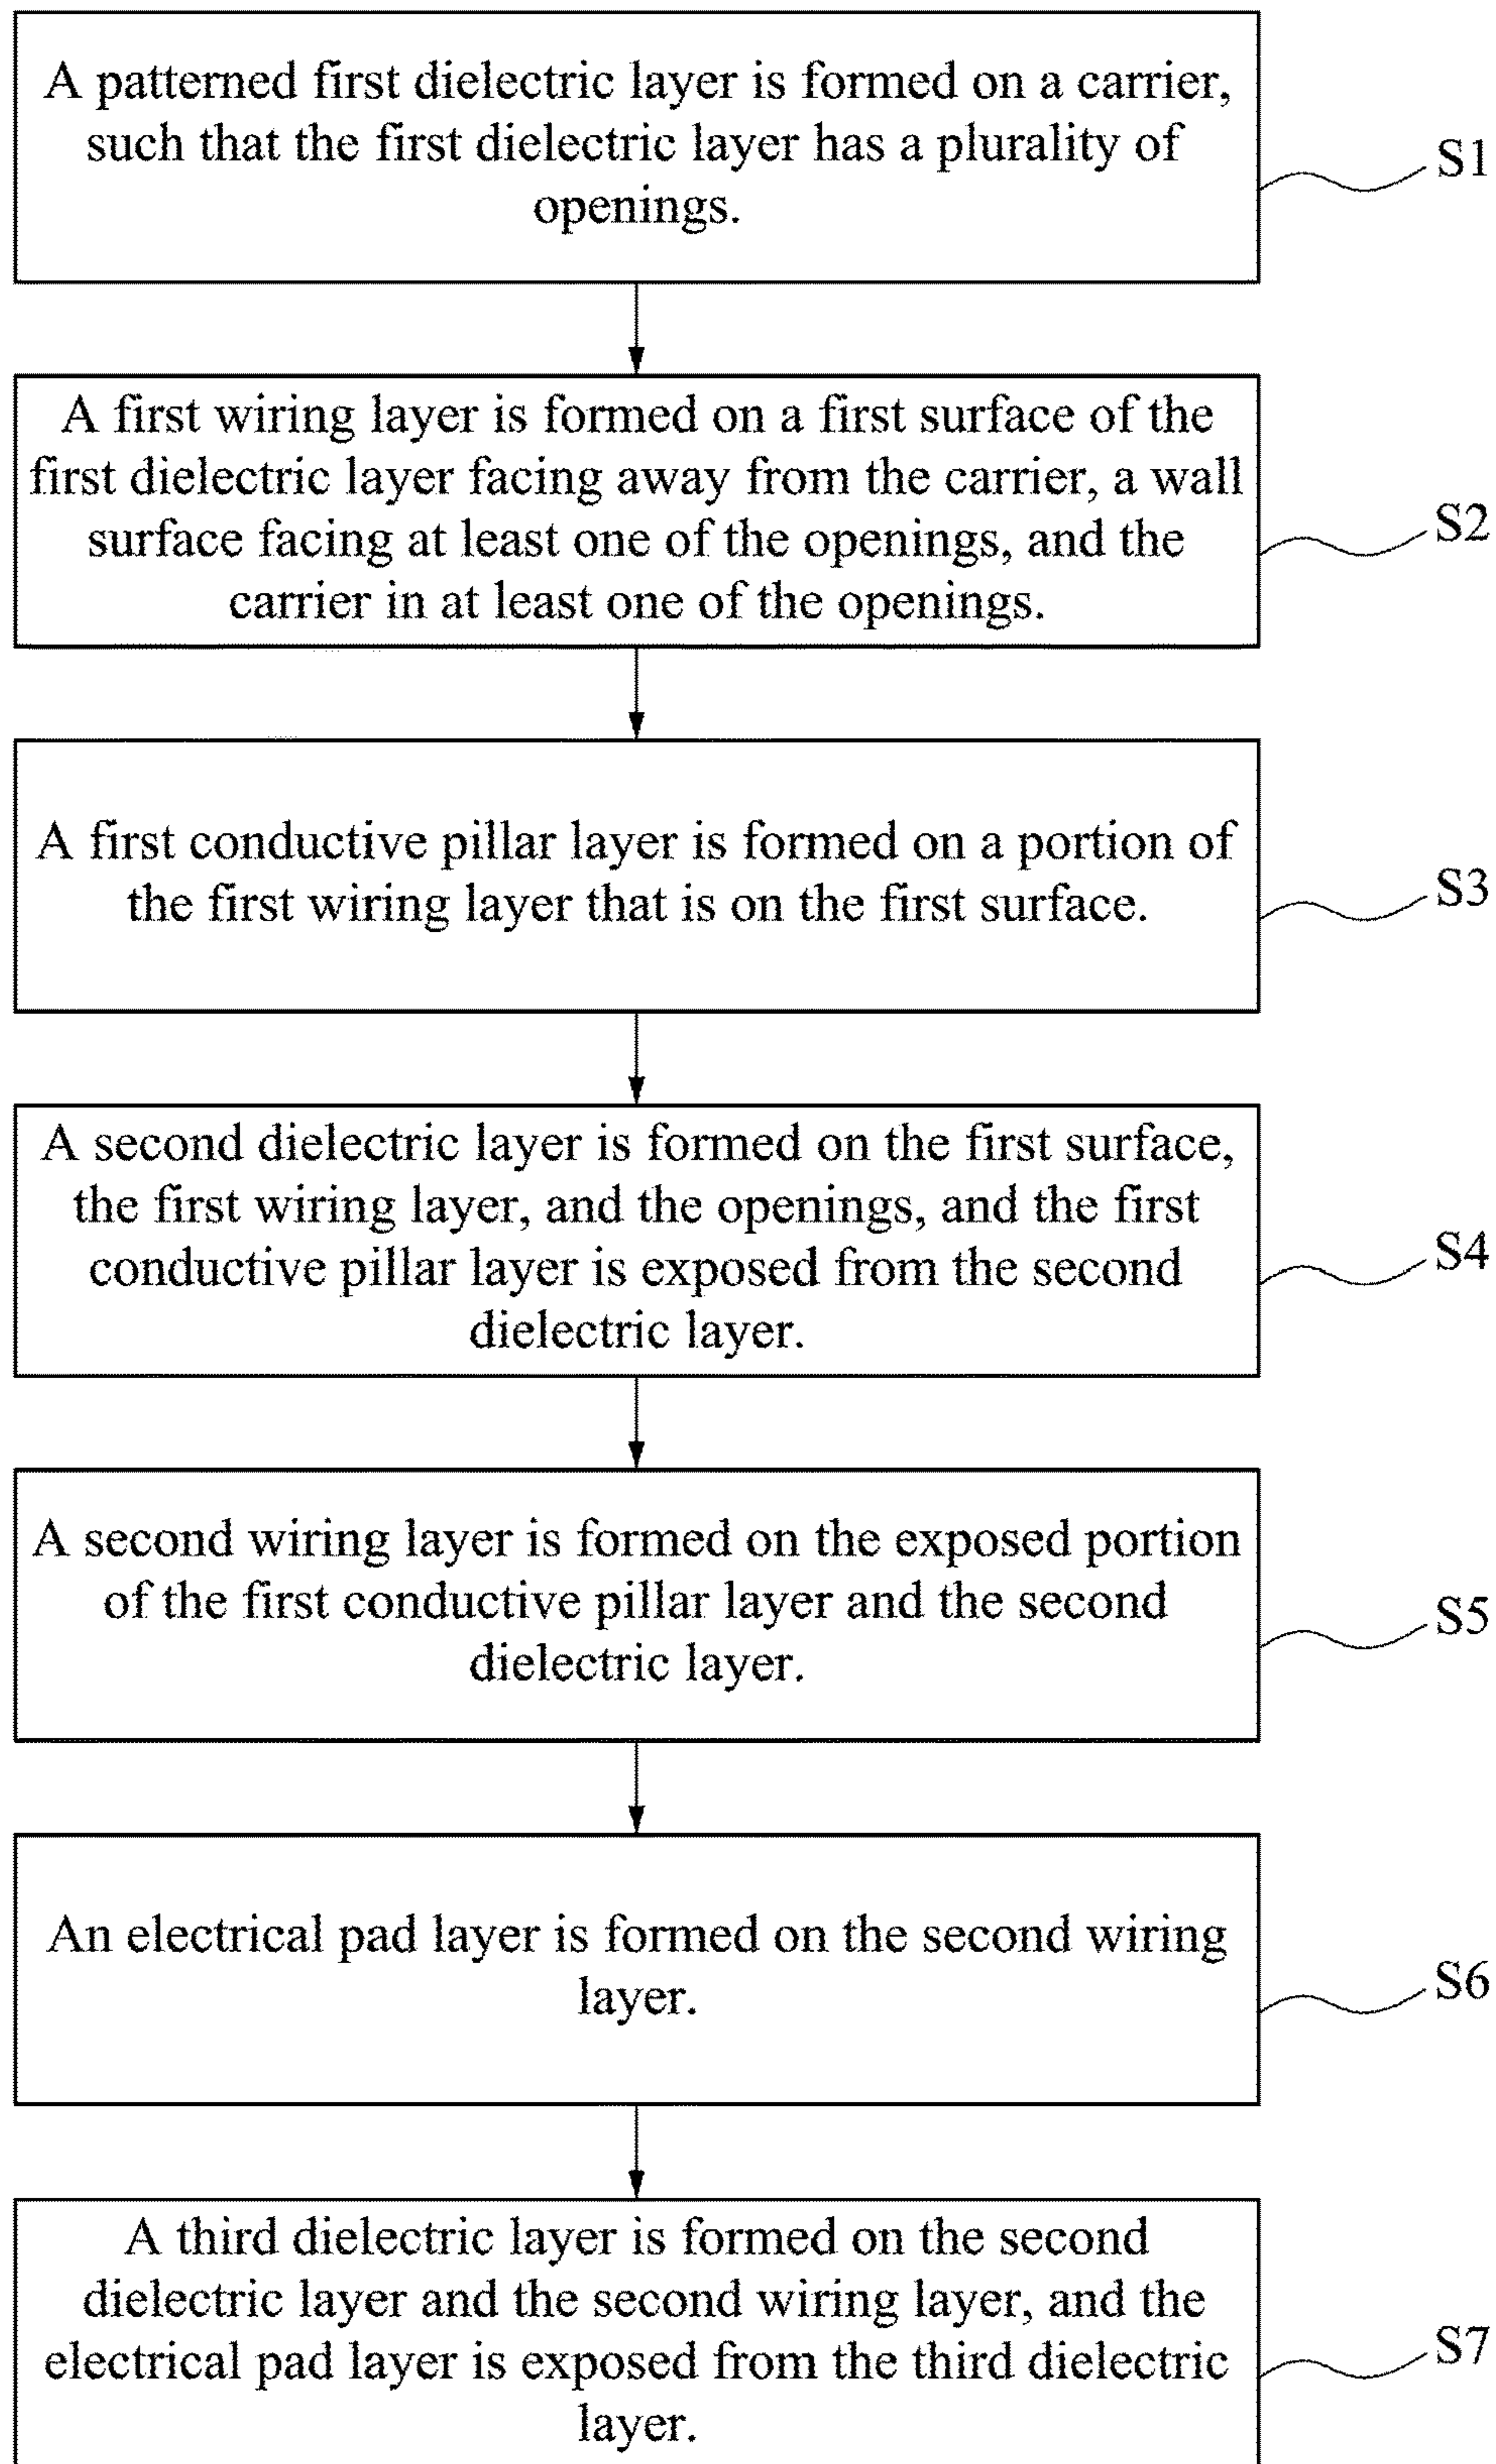 A patterned first dielectric layer is formed on a carrier,
such that the first dielectric layer has a plurality of
openings.
S1
A first wiring layer is formed on a first surface of the
first dielectric layer facing away from the carrier, a wall
surface facing at least one of the openings, and the
carrier in at least one of the openings.
S2
A first conductive pillar layer is formed on a portion of
the first wiring layer that is on the first surface.
S3
A second dielectric layer is formed on the first surface,
the first wiring layer, and the openings, and the first
conductive pillar layer is exposed from the second
dielectric layer.
S4
A second wiring layer is formed on the exposed portion
of the first conductive pillar layer and the second
dielectric layer.
S5
An electrical pad layer is formed on the second wiring
layer.
S6
A third dielectric layer is formed on the second
dielectric layer and the second wiring layer, and the
electrical pad layer is exposed from the third dielectric
layer.
S7